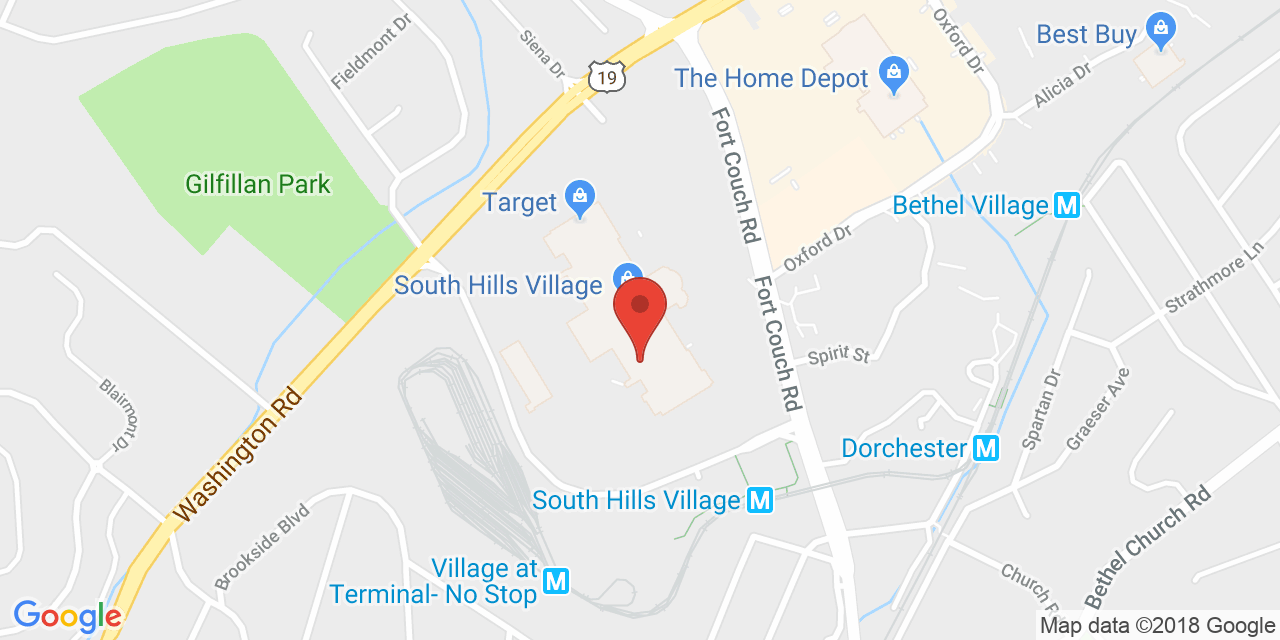 Fieldmont Dr
Siena Dr
19
Oxford Dr
Best Buy
The Home Depot
Alicia Dr
Fort Couch Rd
Gilfillan Park
Target
Bethel Village M
Oxford Dr
Strathmore Ln
South Hills Village
Fort Couch Rd
Spirit St
Blairmont Dr
Washington Rd
Spartan Dr
Graeser Ave
Dorchester M
South Hills Village M
Brookside Blvd
Bethel Church Rd
Village at
Terminal- No Stop M
Church R
Google
Map data ©2018 Google